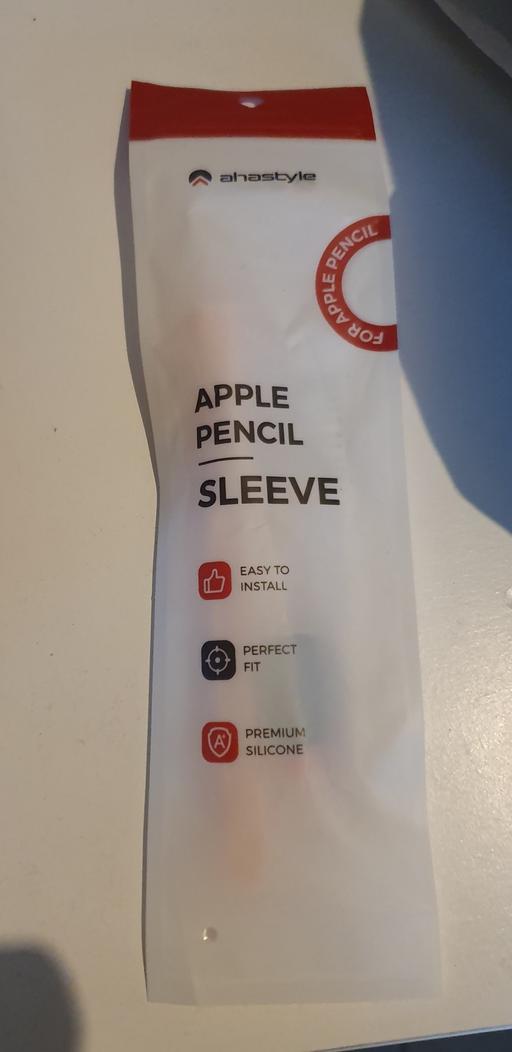 ahastyle
FOR APPLE PENCIL
APPLE
PENCIL
SLEEVE
EASY TO
INSTALL
PERFECT
FIT
A+
PREMIUM
SILICONE